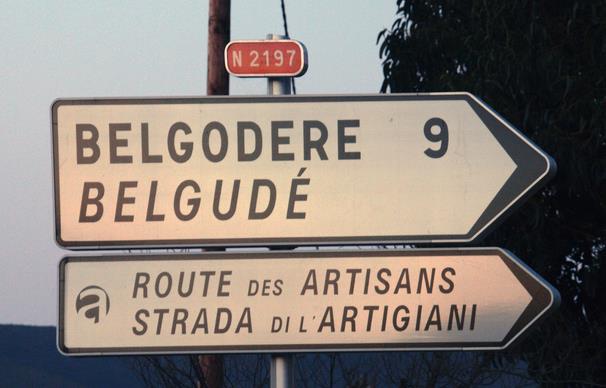 N 2197
BELGODERE 9
BELGUDÉ
ROUTE DES ARTISANS
STRADA DI L'ARTIGIANI